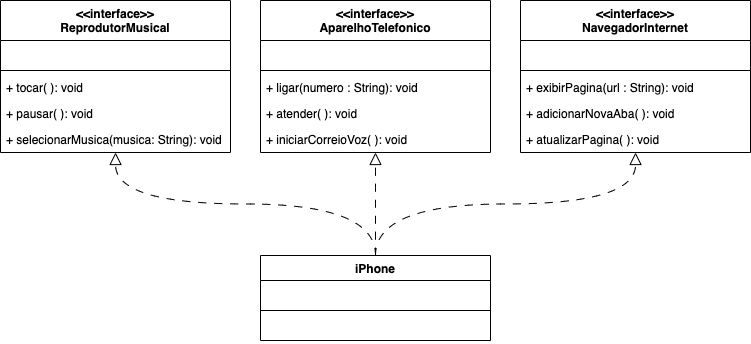 <<interface>>
ReprodutorMusical
+ tocar( ): void
+ pausar( ): void
+ selecionarMusica(musica: String): void
<<interface>>
AparelhoTelefonico
+ ligar(numero : String): void
+ atender( ): void
+ iniciarCorreioVoz( ): void
<<interface>>
NavegadorInternet
+ exibirPagina(url : String): void
+ adicionarNovaAba( ): void
+ atualizarPagina( ): void
iPhone